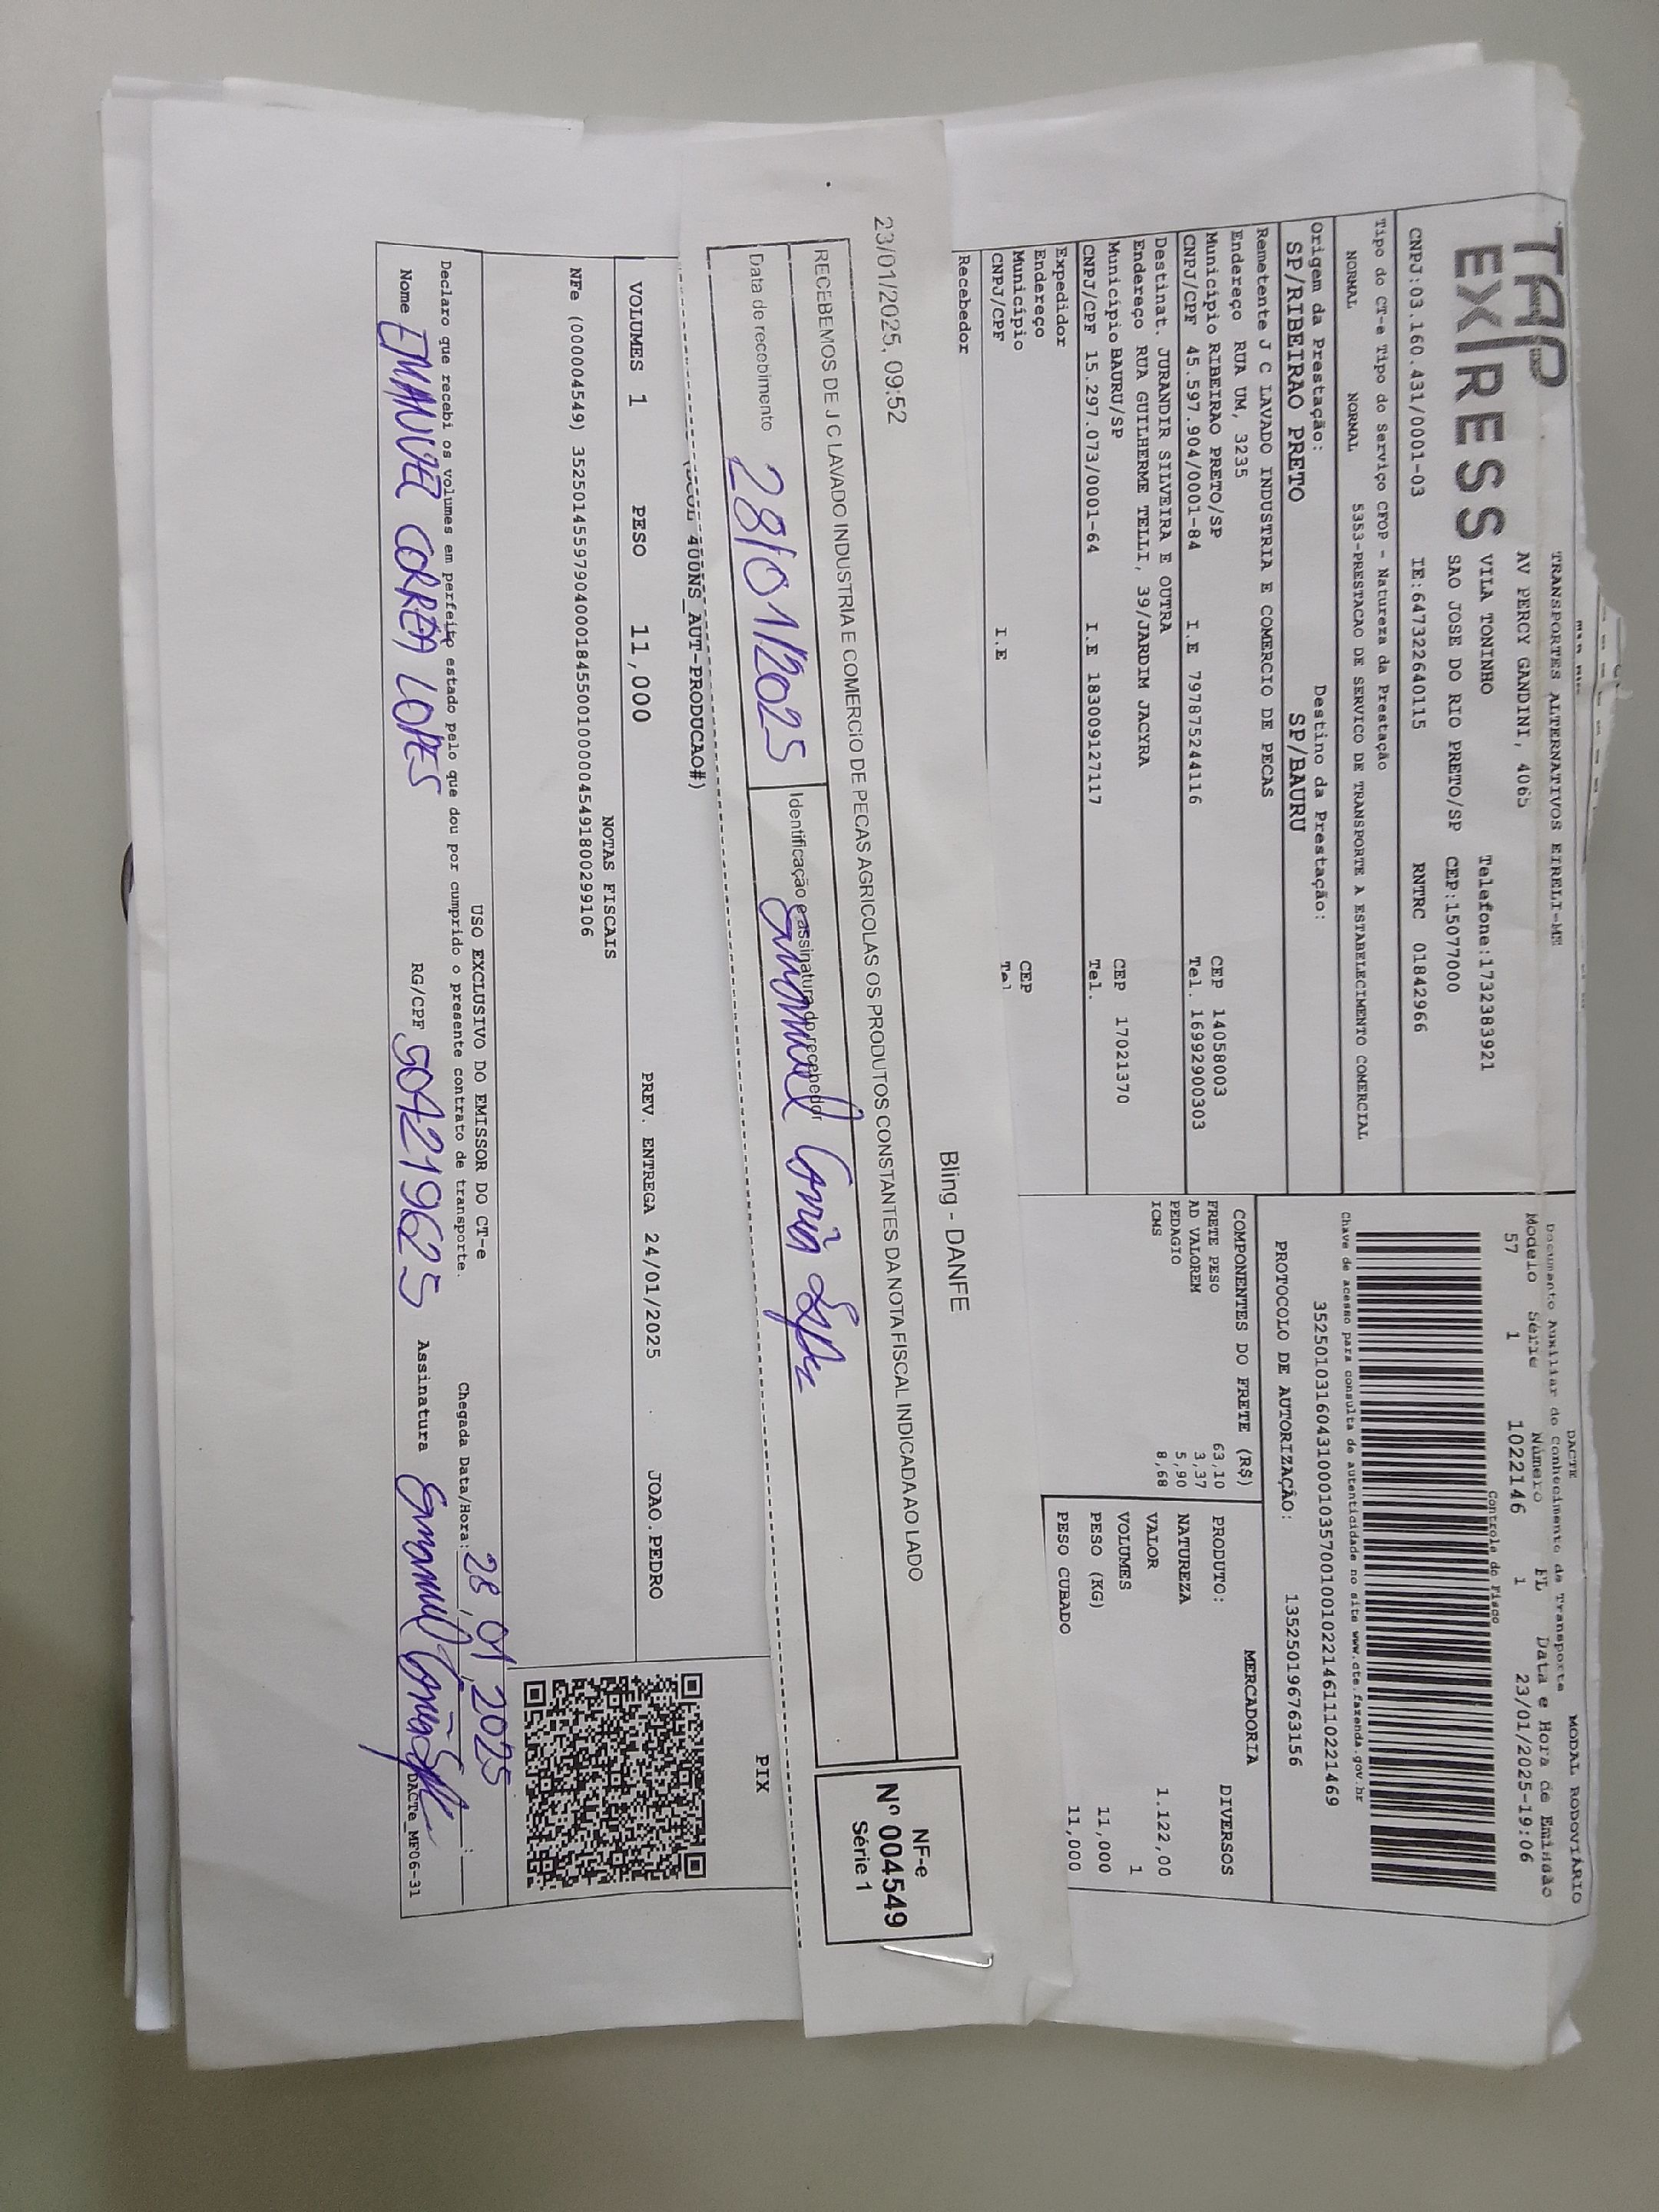 TAP
EX/RESS
TRANSPORTES ALTERNATIVOS EIRELI-ME
AV PERCY GANDINI, 4065
VILA TONINHO Telefone:1732383921
SAO JOSE DO RIO PRETO/SP CEP:15077000
CNPJ:03.160.431/0001-03 IE:647322640115 RNTRC 01842966
DACTE
MODAL RODOVIÁRIO
Documento Auxiliar do Conhecimento de Transporte
Modelo Série Número FL Data e Hora de Emissão
57 1 1022146 1 23/01/2025-19:06
Controle do Fisco
Chave de acesso para consulta de autenticidade no site www.cte.fazenda.gov.br
35250103160431000103570010010221461110221469
PROTOCOLO DE AUTORIZAÇÃO: 135250196763156
Tipo do CT-e Tipo do Serviço CFOP - Natureza da Prestação
NORMAL NORMAL 5353-PRESTACAO DE SERVICO DE TRANSPORTE A ESTABELECIMENTO COMERCIAL
Origem da Prestação: Destino da Prestação:
SP/RIBEIRAO PRETO SP/BAURU
Remetente J C LAVADO INDUSTRIA E COMERCIO DE PECAS
Endereço RUA UM, 3235
Município RIBEIRAO PRETO/SP CEP 14058003
CNPJ/CPF 45.597.904/0001-84 I.E 797875244116 Tel. 16992900303
Destinat. JURANDIR SILVEIRA E OUTRA
Endereço RUA GUILHERME TELLI, 39/JARDIM JACYRA
Município BAURU/SP CEP 17021370
CNPJ/CPF 15.297.073/0001-64 I.E 183009127117 Tel.
Expedidor
Endereço
Município CEP
CNPJ/CPF I.E Tel
Recebedor
COMPONENTES DO FRETE (R$)
FRETE PESO 63,10
AD VALOREM 3,37
PEDAGIO 5,90
ICMS 8,68
MERCADORIA
PRODUTO: DIVERSOS
NATUREZA
VALOR 1.122,00
VOLUMES 1
PESO (KG) 11,000
PESO CUBADO 11,000
23/01/2025, 09:52 Bling - DANFE
RECEBEMOS DE J C LAVADO INDUSTRIA E COMERCIO DE PECAS AGRICOLAS OS PRODUTOS CONSTANTES DA NOTA FISCAL INDICADA AO LADO
Data de recebimento 28/01/2025 Identificação e assinatura do recebedor Emanuel Corrêa Lopes
NF-e
Nº 004549
Série 1
400NS_AUT-PRODUCAO#)
PIX
VOLUMES 1 PESO 11,000 PREV. ENTREGA 24/01/2025 JOAO.PEDRO
NOTAS FISCAIS
NFe (000004549) 35250145597904000184550010000045491800299106
USO EXCLUSIVO DO EMISSOR DO CT-e
Declaro que recebi os volumes em perfeito estado pelo que dou por cumprido o presente contrato de transporte. Chegada Data/Hora: 28,01,2025 :
Nome EMANUEL CORREA LOPES RG/CPF 504219625 Assinatura Emanuel Corrêa
DACTe_MF06-31